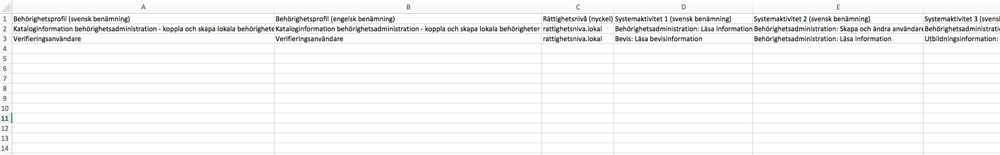 A B C D E
1 Behörighetsprofil (svensk benämning) Behörighetsprofil (engelsk benämning) Rättighetsnivå (nyckel) Systemaktivitet 1 (svensk benämning) Systemaktivitet 2 (svensk benämning) Systemaktivitet 3 (svensk
2 Kataloginformation behörighetsadministration - koppla och skapa lokala behörighete Kataloginformation behörighetsadministration - koppla och skapa lokala behörigheter rattighetsniva.lokal Behörighetsadministration: Läsa information Behörighetsadministration: Skapa och ändra användare Behörighetsadministratio
3 Verifieringsanvändare Verifieringsanvändare rattighetsniva.lokal Bevis: Läsa bevisinformation Behörighetsadministration: Läsa information Utbildningsinformation:
4
5
6
7
8
9
10
11
12
13
14